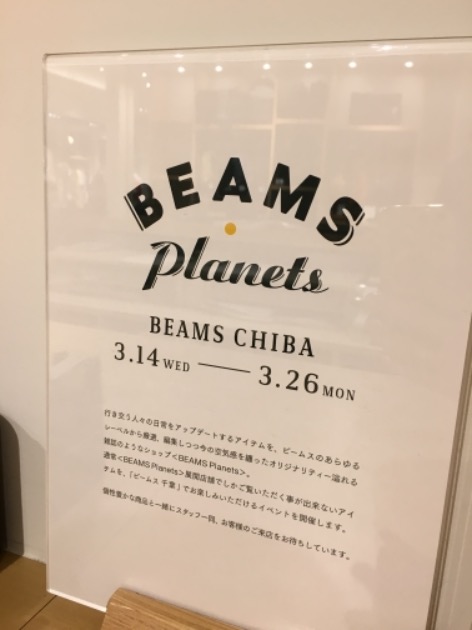 BEAMS
Planets
BEAMS CHIBA
3.14 WED — 3.26 MON
行き交う人々の日常をアップデートするアイテムを、ビームスのあらゆる
レーベルから厳選、編集しつつ今の空気感を纏ったオリジナリティー溢れる
雑誌のようなショップ<BEAMS Planets>。
通常<BEAMS Planets>展開店舗でしかご覧いただく事が出来ないアイ
テムを、「ビームス 千葉」でお楽しみいただけるイベントを開催します。
個性豊かな商品と一緒にスタッフ一同、お客様のご来店をお待ちしています。